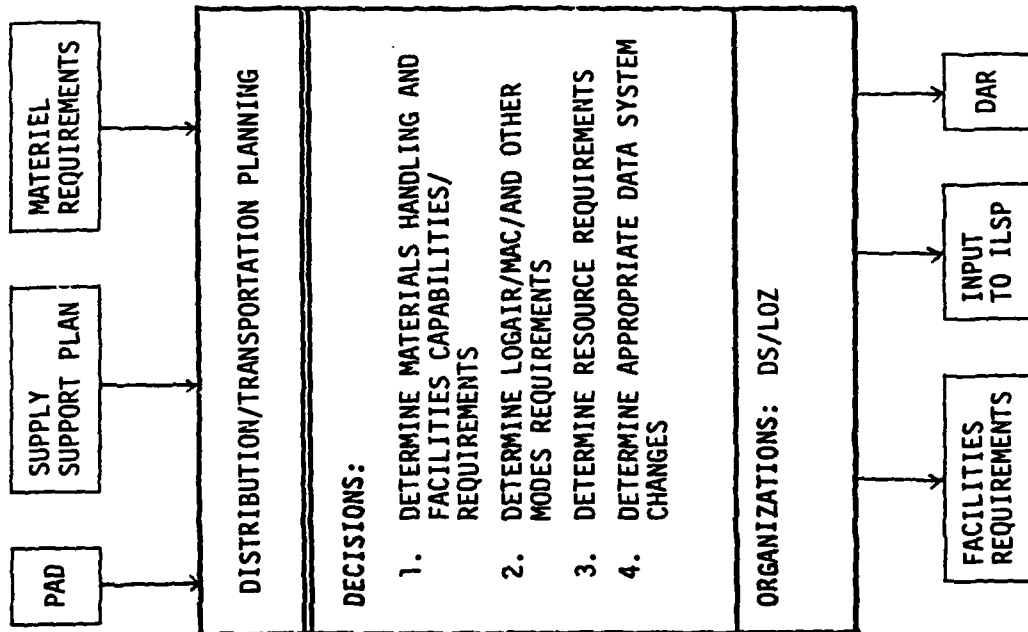 PAD
SUPPLY
SUPPORT PLAN
MATERIEL
REQUIREMENTS
DISTRIBUTION/TRANSPORTATION PLANNING
DECISIONS:
1. DETERMINE MATERIALS HANDLING AND
FACILITIES CAPABILITIES/
REQUIREMENTS
2. DETERMINE LOGAIR/MAC/AND OTHER
MODES REQUIREMENTS
3. DETERMINE RESOURCE REQUIREMENTS
4. DETERMINE APPROPRIATE DATA SYSTEM
CHANGES
ORGANIZATIONS: DS/LOZ
FACILITIES
REQUIREMENTS
INPUT
TO ILSP
DAR